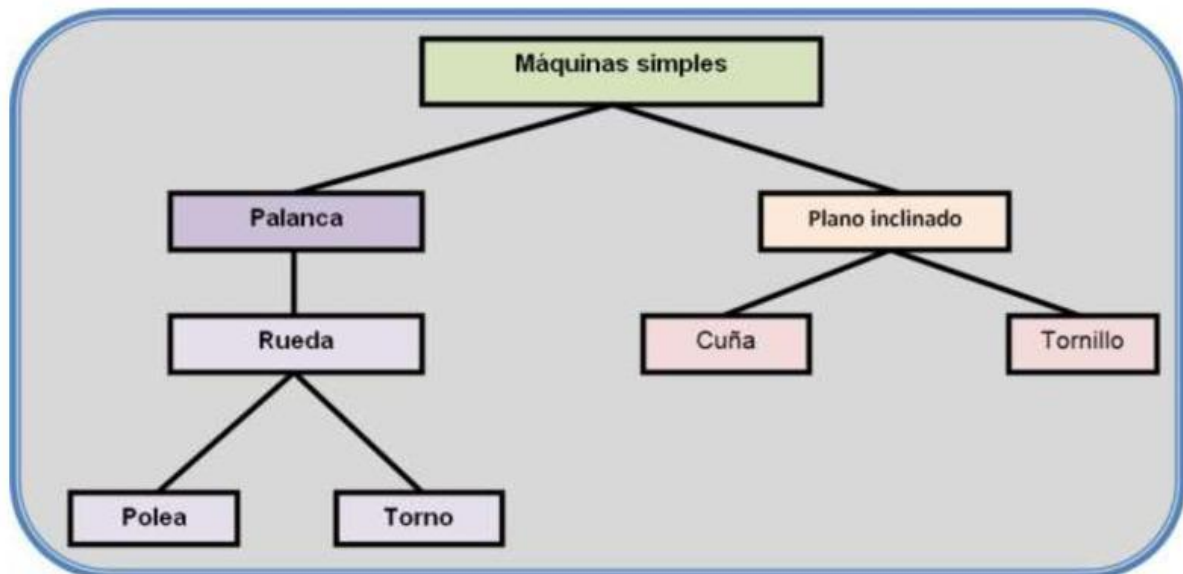 Máquinas simples
Palanca
Plano inclinado
Rueda
Cuña
Tornillo
Polea
Torno